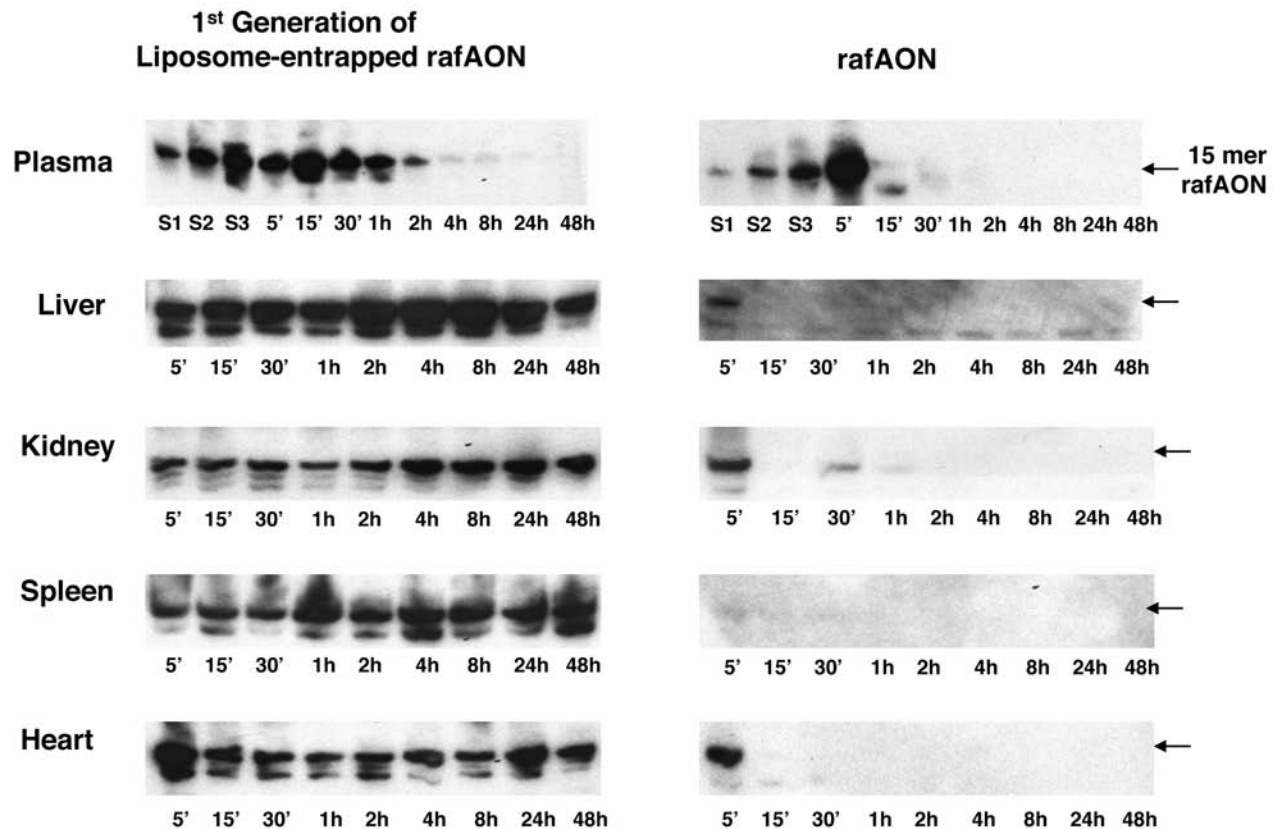 1st Generation of
Liposome-entrapped rafAON
rafAON
Plasma
15 mer
rafAON
S1 S2 S3 5' 15' 30' 1h 2h 4h 8h 24h 48h
S1 S2 S3 5' 15' 30' 1h 2h 4h 8h 24h 48h
Liver
5' 15' 30' 1h 2h 4h 8h 24h 48h
5' 15' 30' 1h 2h 4h 8h 24h 48h
Kidney
5' 15' 30' 1h 2h 4h 8h 24h 48h
5' 15' 30' 1h 2h 4h 8h 24h 48h
Spleen
5' 15' 30' 1h 2h 4h 8h 24h 48h
5' 15' 30' 1h 2h 4h 8h 24h 48h
Heart
5' 15' 30' 1h 2h 4h 8h 24h 48h
5' 15' 30' 1h 2h 4h 8h 24h 48h